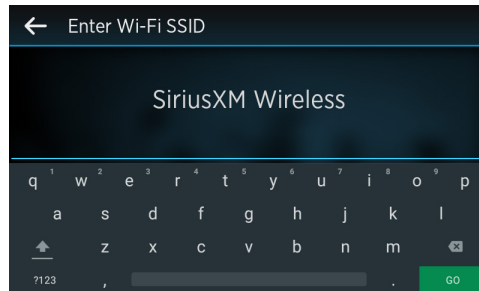 Enter Wi-Fi SSID
SiriusXM Wireless
q 1 w 2 e 3 r 4 t 5 y 6 u 7 i 8 o 9 p
a s d f g h j k l
z x c v b n m
?123 , . GO